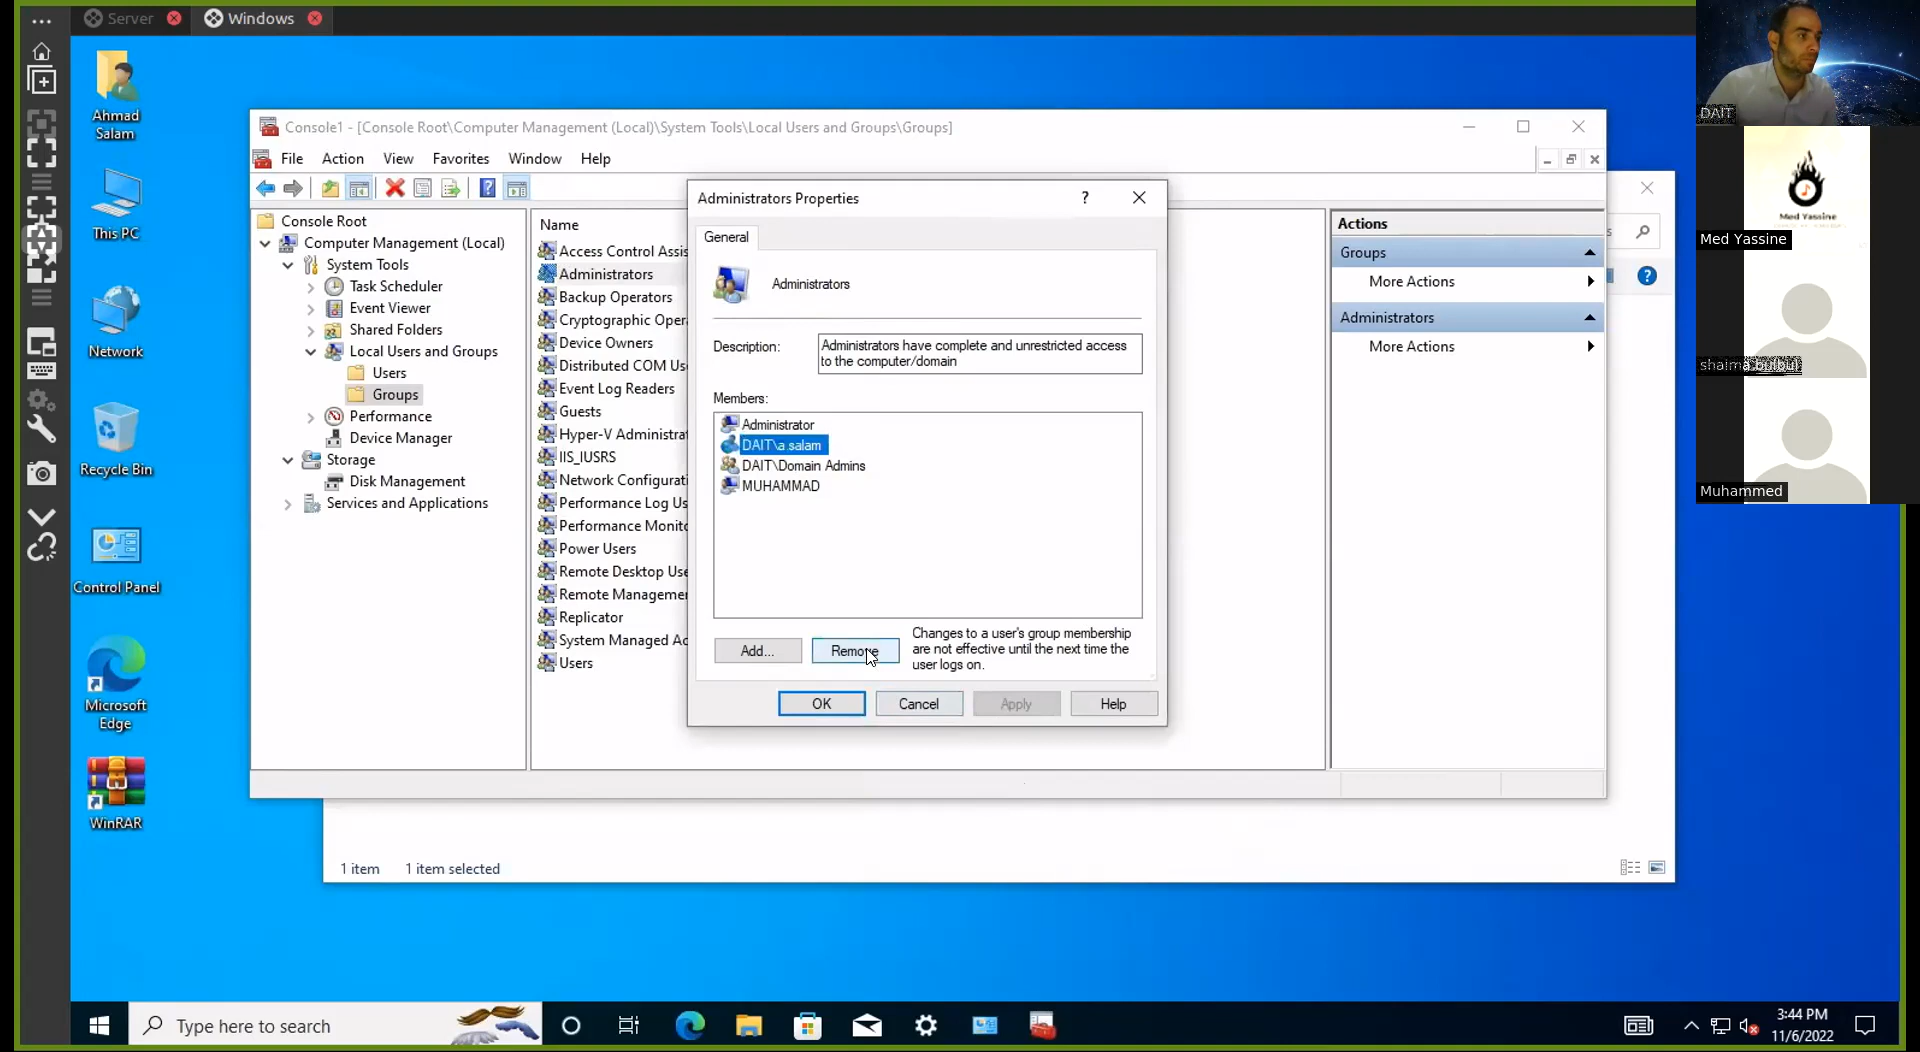 Server
Windows
Ahmad
Salam
This PC
Network
Recycle Bin
Control Panel
Microsoft
Edge
WinRAR
Console1 - [Console Root\Computer Management (Local)\System Tools\Local Users and Groups\Groups]
File Action View Favorites Window Help
Console Root
Computer Management (Local)
System Tools
Task Scheduler
Event Viewer
Shared Folders
Local Users and Groups
Users
Groups
Performance
Device Manager
Storage
Disk Management
Services and Applications
Name
Access Control Assis
Administrators
Backup Operators
Cryptographic Oper
Device Owners
Distributed COM Us
Event Log Readers
Guests
Hyper-V Administrat
IIS_IUSRS
Network Configurati
Performance Log Us
Performance Monito
Power Users
Remote Desktop Use
Remote Managemer
Replicator
System Managed Ac
Users
Administrators Properties
?
General
Administrators
Description:
Administrators have complete and unrestricted access
to the computer/domain
Members:
Administrator
DAIT\a.salam
DAIT\Domain Admins
MUHAMMAD
Add...
Remove
Changes to a user's group membership
are not effective until the next time the
user logs on.
OK
Cancel
Apply
Help
Actions
Groups
More Actions
Administrators
More Actions
s
1 item 1 item selected
DAIT
Med Yassine
Med Yassine
shaima bulbul
Muhammed
Type here to search
3:44 PM
11/6/2022